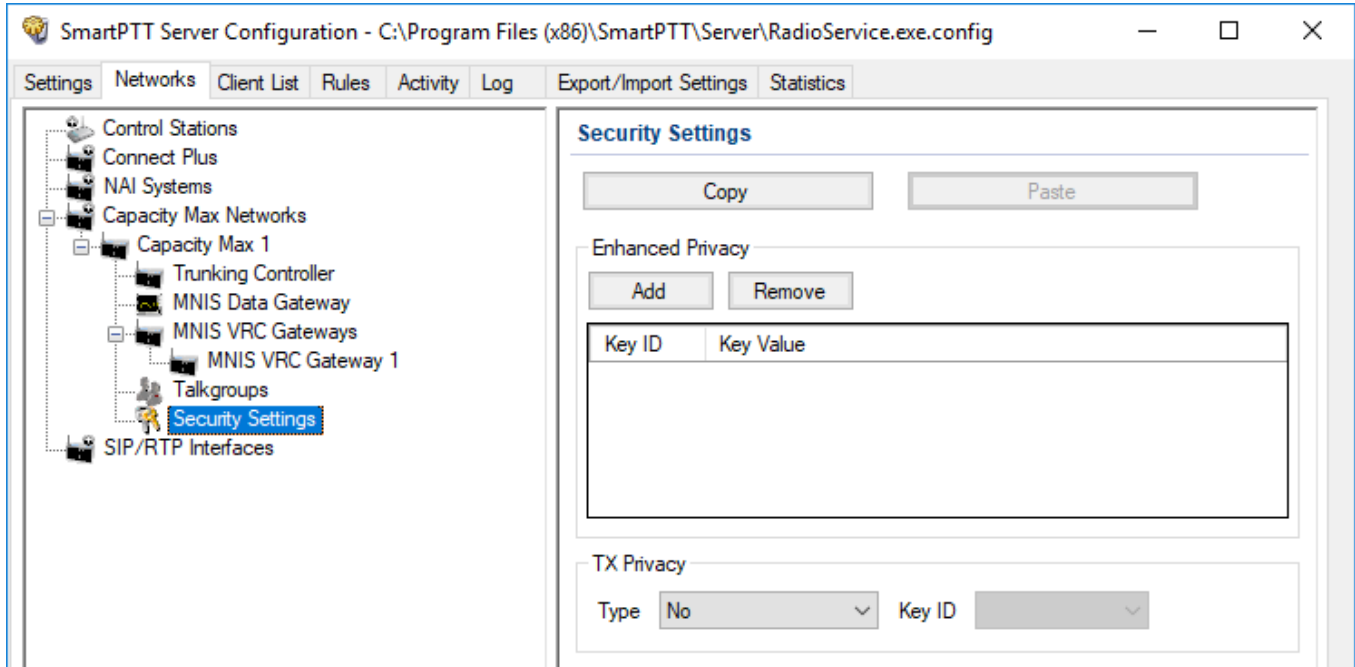 SmartPTT Server Configuration - C:\Program Files (x86)\SmartPTT\Server\RadioService.exe.config
Settings Networks Client List Rules Activity Log Export/Import Settings Statistics
Control Stations
Connect Plus
NAI Systems
Capacity Max Networks
Capacity Max 1
Trunking Controller
MNIS Data Gateway
MNIS VRC Gateways
MNIS VRC Gateway 1
Talkgroups
Security Settings
SIP/RTP Interfaces
Security Settings
Copy Paste
Enhanced Privacy
Add Remove
Key ID Key Value
TX Privacy
Type No Key ID